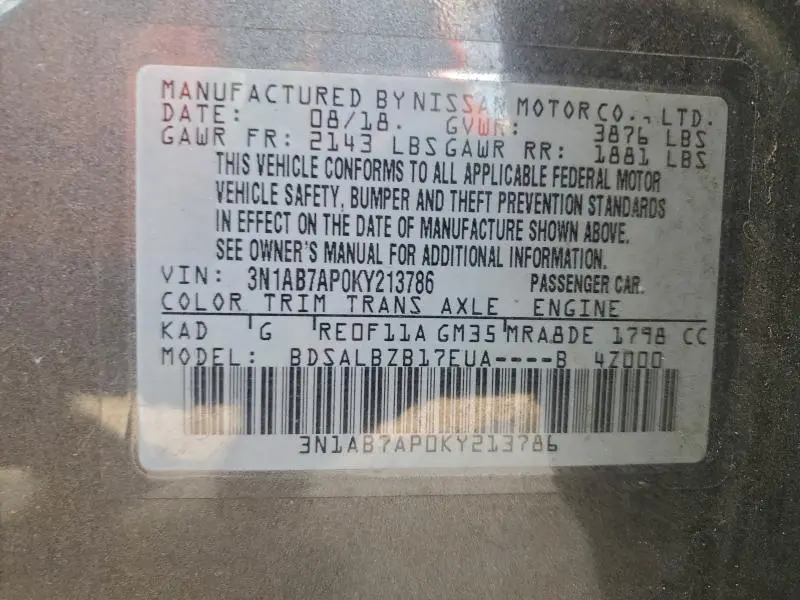 MANUFACTURED BY NISSAN MOTOR CO., LTD.
DATE: 08/18. GVWR: 3876 LBS
GAWR FR: 2143 LBS GAWR RR: 1881 LBS
THIS VEHICLE CONFORMS TO ALL APPLICABLE FEDERAL MOTOR
VEHICLE SAFETY, BUMPER AND THEFT PREVENTION STANDARDS
IN EFFECT ON THE DATE OF MANUFACTURE SHOWN ABOVE.
SEE OWNER'S MANUAL FOR ADDITIONAL INFORMATION.
VIN: 3N1AB7AP0KY213786 PASSENGER CAR.
COLOR TRIM TRANS AXLE ENGINE
KAD G RE0F11A GM35 MRA8DE 1798 CC
MODEL: BDSALBZB17EUA----B 4Z000
3N1AB7AP0KY213786